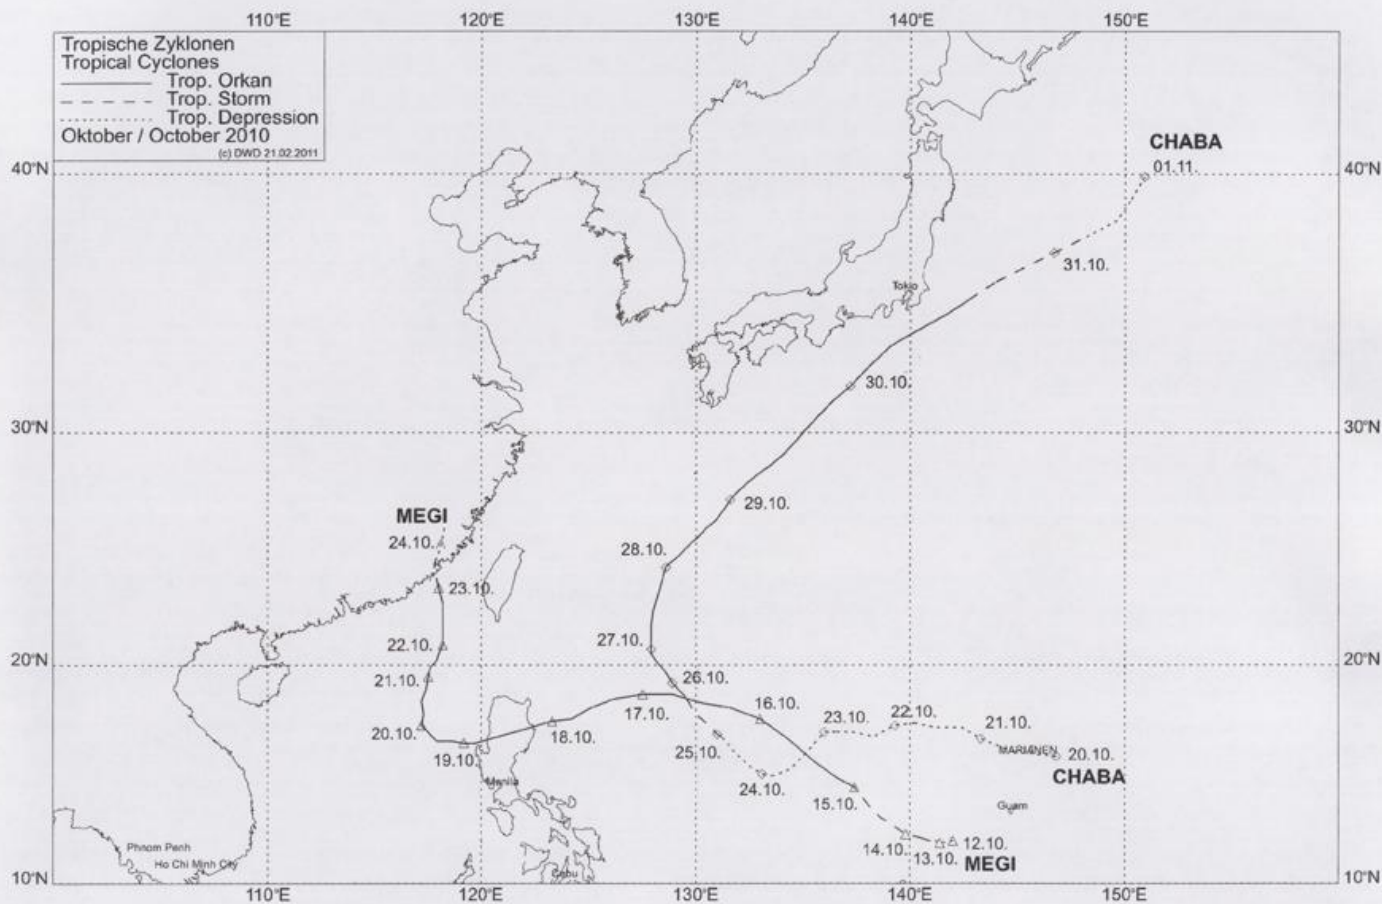 110°E 120°E 130°E 140°E 150°E
Tropische Zyklonen
Tropical Cyclones
Trop. Orkan
Trop. Storm
Trop. Depression
Oktober / October 2010
(c) DWD 21.02.2011
CHABA
01.11.
40°N 40°N
31.10.
Tokio
30.10.
30°N 30°N
29.10.
MEGI
24.10.
28.10.
23.10.
22.10.
27.10.
20°N 20°N
21.10.
26.10.
16.10.
17.10.
23.10.
22.10.
21.10.
20.10.
18.10.
25.10.
MARIANEN
20.10.
19.10.
CHABA
Manila
24.10.
15.10.
Guam
Phnom Penh
14.10.
12.10.
13.10.
Ho Chi Minh City
MEGI
Cebu
10°N 10°N
110°E 120°E 130°E 140°E 150°E